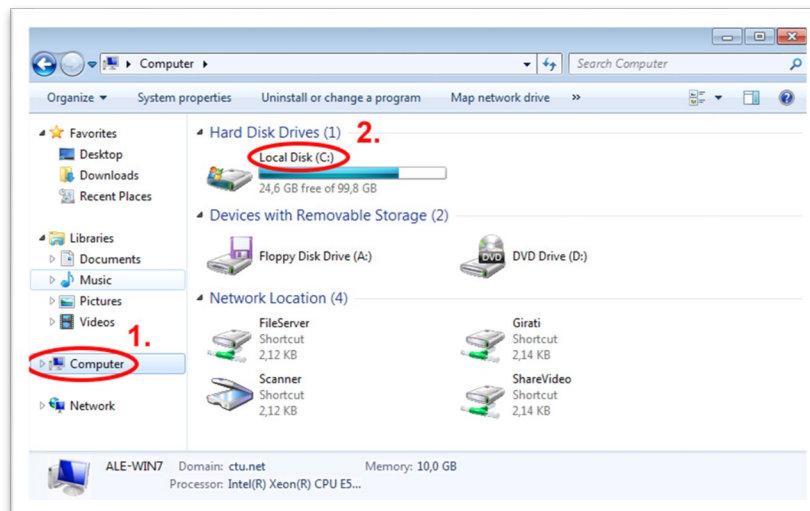 Computer
Search Computer
Organize System properties Uninstall or change a program Map network drive »
Favorites
Desktop
Downloads
Recent Places
Libraries
Documents
Music
Pictures
Videos
1.
Computer
Network
Hard Disk Drives (1)
2.
Local Disk (C:)
24,6 GB free of 99,8 GB
Devices with Removable Storage (2)
Floppy Disk Drive (A:)
DVD
DVD Drive (D:)
Network Location (4)
FileServer
Shortcut
2,12 KB
Girati
Shortcut
2,14 KB
Scanner
Shortcut
2,12 KB
ShareVideo
Shortcut
2,14 KB
ALE-WIN7 Domain: ctu.net Memory: 10,0 GB
Processor: Intel(R) Xeon(R) CPU E5...